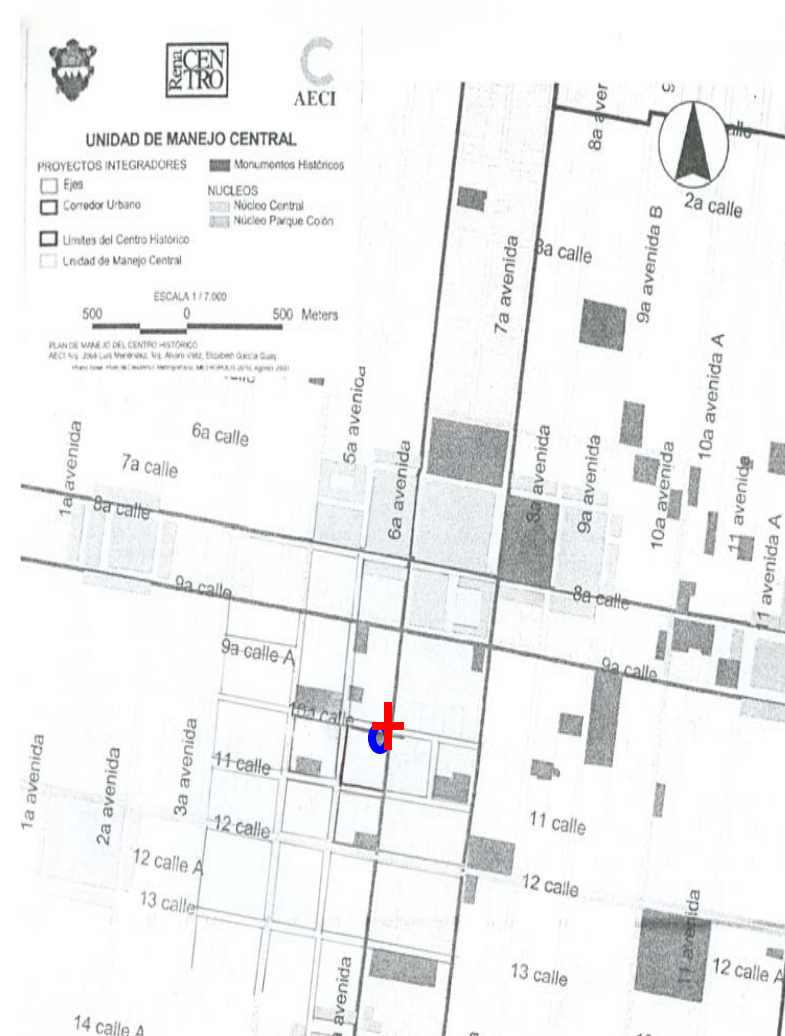 Rena CEN
TRO
AECI
UNIDAD DE MANEJO CENTRAL
PROYECTOS INTEGRADORES
Ejes
Corredor Urbano
Límites del Centro Histórico
Unidad de Manejo Central
Monumentos Históricos
NUCLEOS
Núcleo Central
Núcleo Parque Colón
ESCALA 1 / 7.000
500 0 500 Meters
PLAN DE MANEJO DEL CENTRO HISTÓRICO
8a aver
2a calle
3a calle
9a avenida B
7a avenida
10a avenida A
5a avenida
6a calle
7a calle
1a avenida
8a calle
6a avenida
8a avenida
9a avenida
10a avenida
11 avenida
11 avenida A
9a calle
8a calle
9a calle
9a calle A
10a calle
11 calle
3a avenida
2a avenida
1a avenida
12 calle
11 calle
12 calle A
12 calle
13 calle
11 avenida
12 calle A
13 calle
avenida
14 calle A